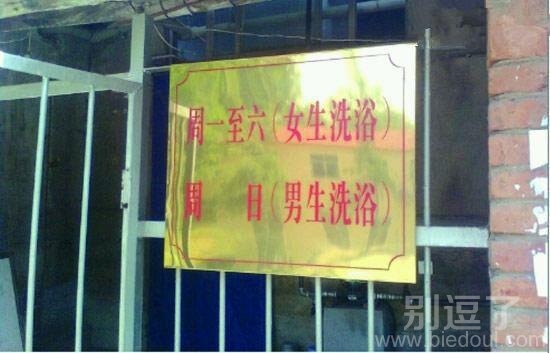 周一至六(女生洗浴)
周 日(男生洗浴)
别逗了
www.biedoul.com